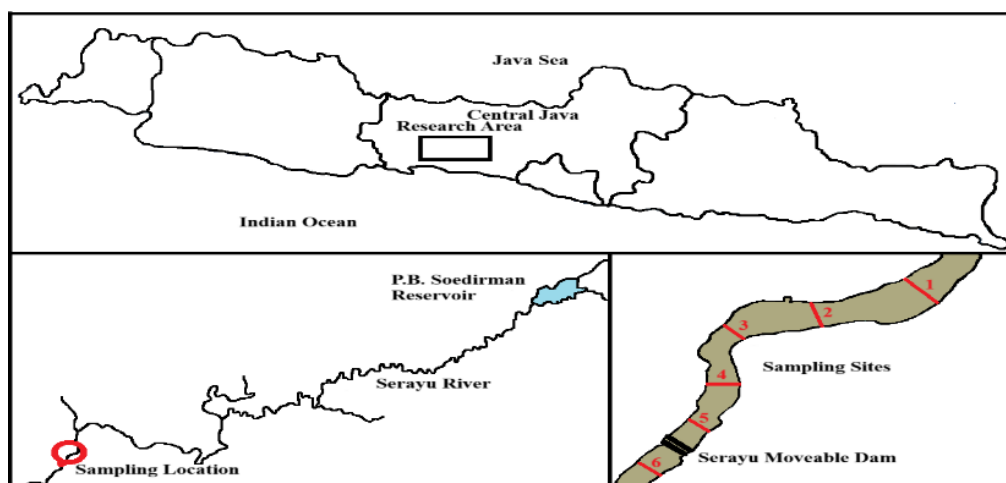 Java Sea
Central Java
Research Area
Indian Ocean
P.B. Soedirman
Reservoir
Serayu River
Sampling Location
1
2
3
Sampling Sites
4
5
Serayu Moveable Dam
6